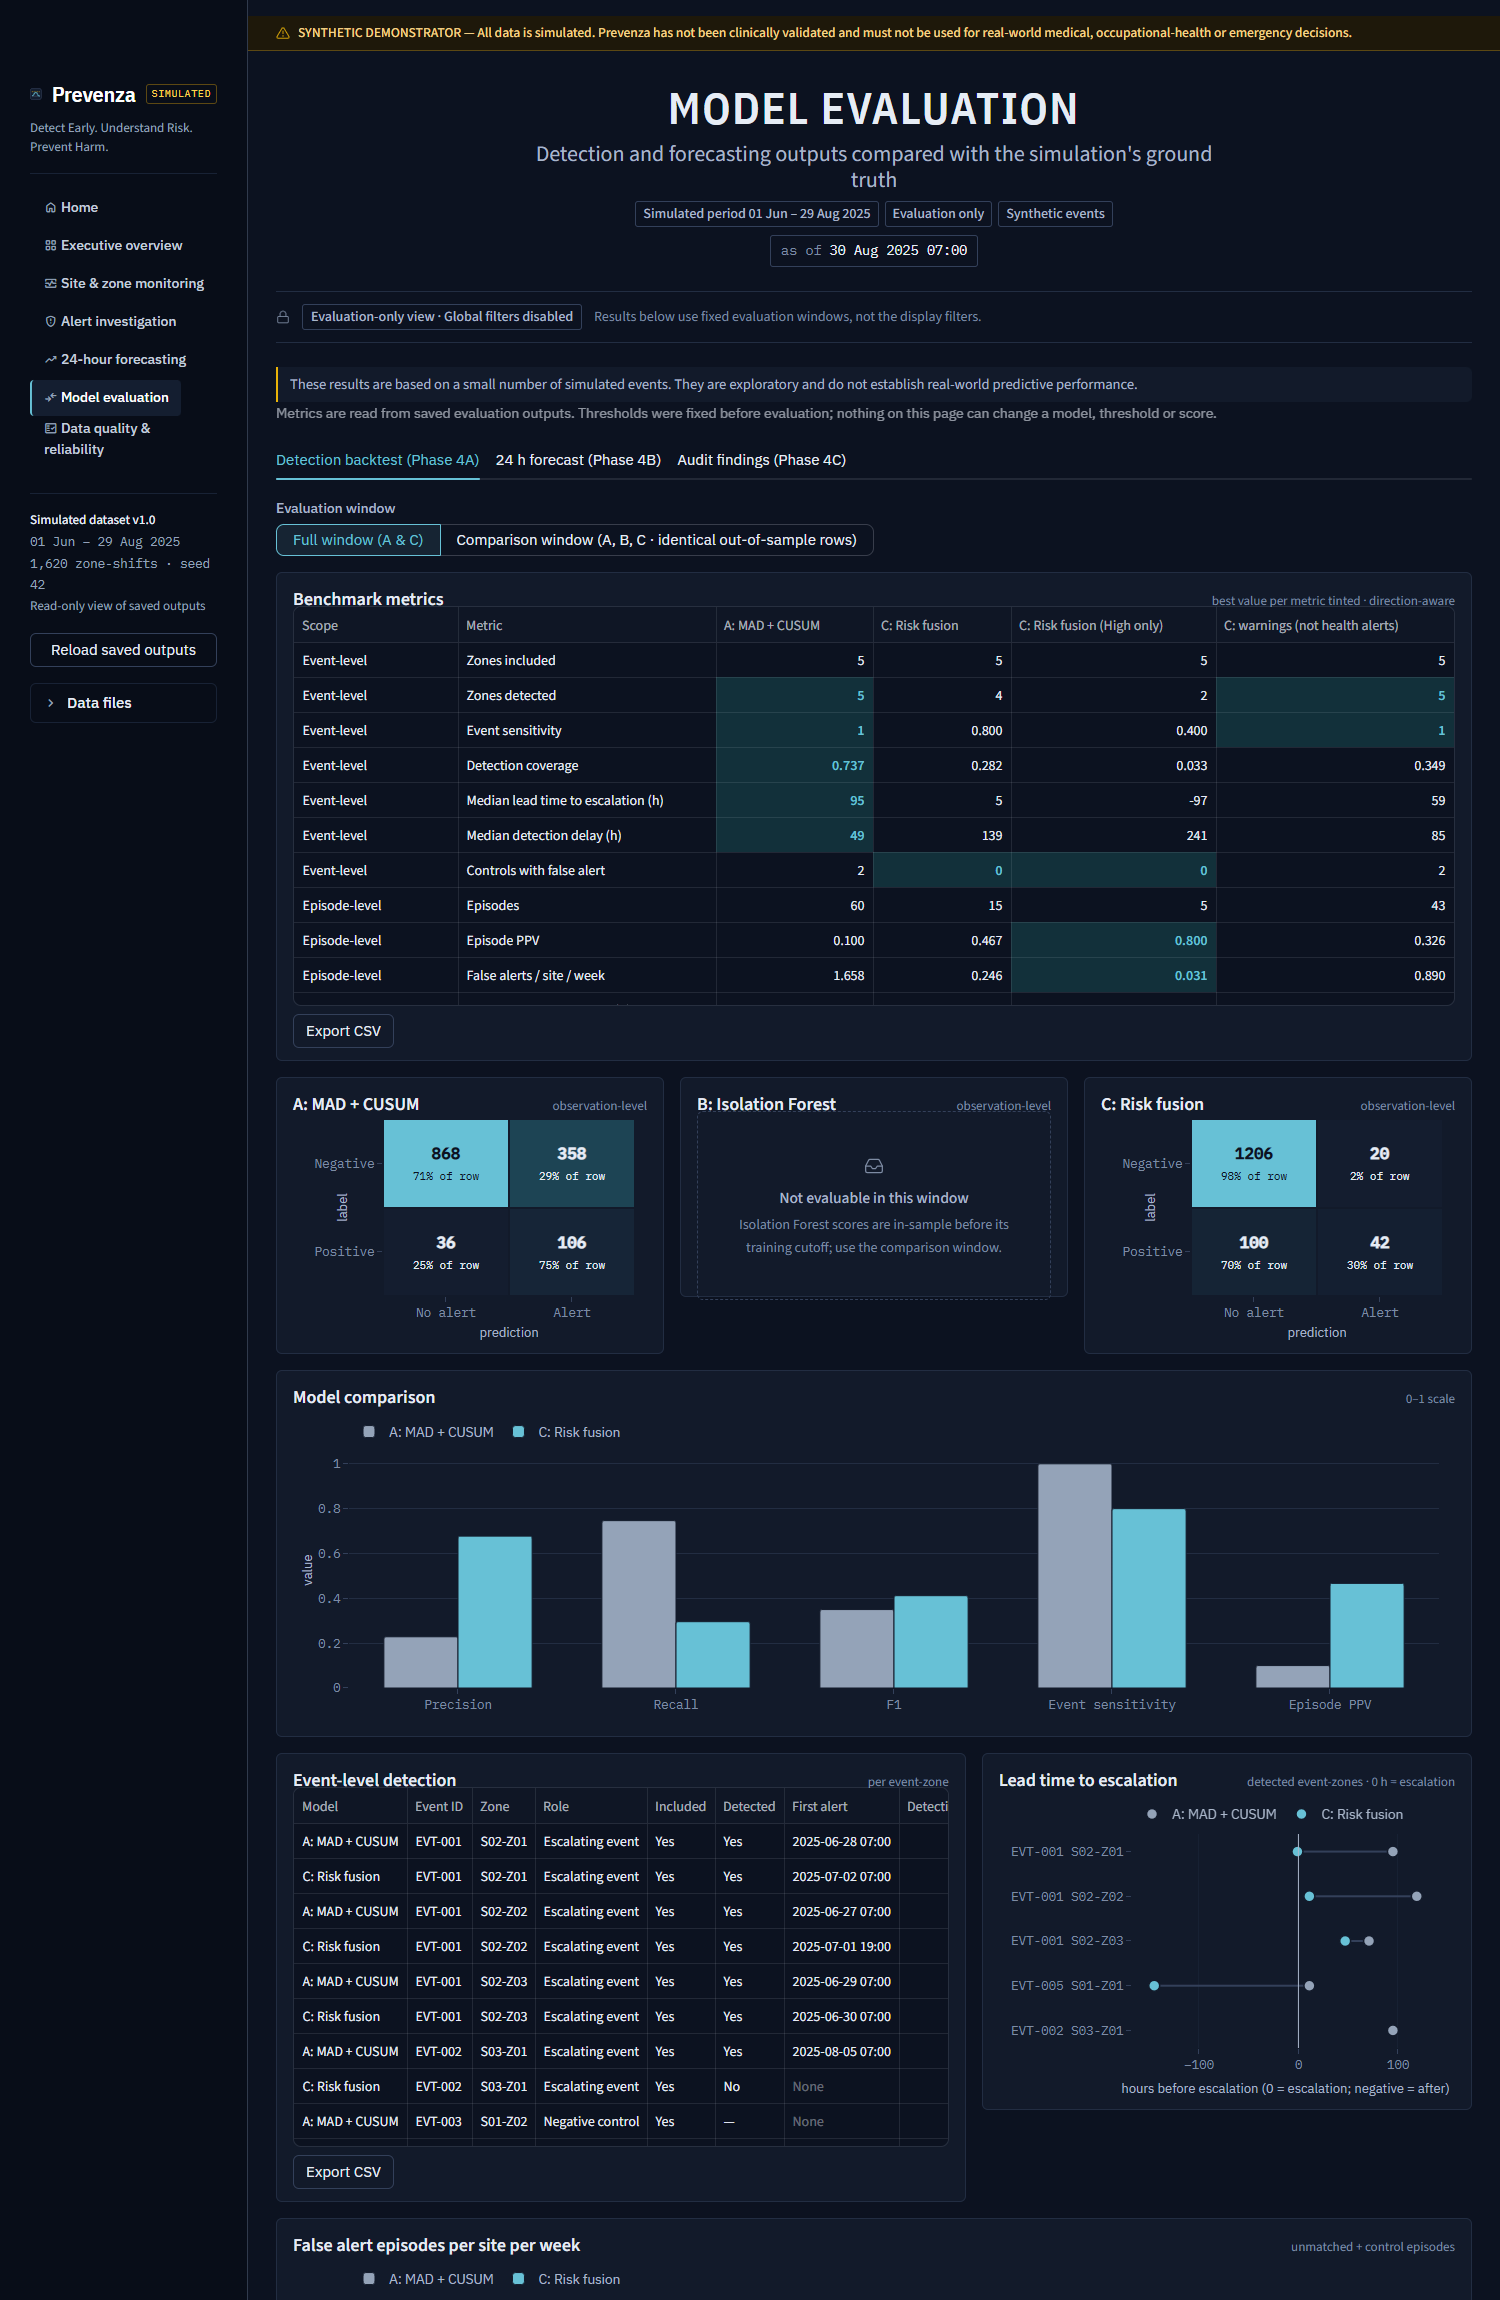 SYNTHETIC DEMONSTRATOR — All data is simulated. Prevenza has not been clinically validated and must not be used for real-world medical, occupational-health or emergency decisions.
Prevenza SIMULATED
Detect Early. Understand Risk.
Prevent Harm.
Home
Executive overview
Site & zone monitoring
Alert investigation
24-hour forecasting
Model evaluation
Data quality &
reliability
Simulated dataset v1.0
01 Jun – 29 Aug 2025
1,620 zone-shifts · seed
42
Read-only view of saved outputs
Reload saved outputs
Data files
MODEL EVALUATION
Detection and forecasting outputs compared with the simulation's ground
truth
Simulated period 01 Jun – 29 Aug 2025 Evaluation only Synthetic events
as of 30 Aug 2025 07:00
Evaluation-only view · Global filters disabled Results below use fixed evaluation windows, not the display filters.
These results are based on a small number of simulated events. They are exploratory and do not establish real-world predictive performance.
Metrics are read from saved evaluation outputs. Thresholds were fixed before evaluation; nothing on this page can change a model, threshold or score.
Detection backtest (Phase 4A) 24 h forecast (Phase 4B) Audit findings (Phase 4C)
Evaluation window
Full window (A & C) Comparison window (A, B, C · identical out-of-sample rows)
Benchmark metrics best value per metric tinted · direction-aware
Scope Metric A: MAD + CUSUM C: Risk fusion C: Risk fusion (High only) C: warnings (not health alerts)
Event-level Zones included 5 5 5 5
Event-level Zones detected 5 4 2 5
Event-level Event sensitivity 1 0.800 0.400 1
Event-level Detection coverage 0.737 0.282 0.033 0.349
Event-level Median lead time to escalation (h) 95 5 -97 59
Event-level Median detection delay (h) 49 139 241 85
Event-level Controls with false alert 2 0 0 2
Episode-level Episodes 60 15 5 43
Episode-level Episode PPV 0.100 0.467 0.800 0.326
Episode-level False alerts / site / week 1.658 0.246 0.031 0.890
Export CSV
A: MAD + CUSUM observation-level
Negative 868 358
71% of row 29% of row
label
Positive 36 106
25% of row 75% of row
No alert Alert
prediction
B: Isolation Forest observation-level
Not evaluable in this window
Isolation Forest scores are in-sample before its
training cutoff; use the comparison window.
C: Risk fusion observation-level
Negative 1206 20
98% of row 2% of row
label
Positive 100 42
70% of row 30% of row
No alert Alert
prediction
Model comparison 0–1 scale
A: MAD + CUSUM C: Risk fusion
1
0.8
0.6
0.4
0.2
0
value
Precision Recall F1 Event sensitivity Episode PPV
Event-level detection per event-zone
Model Event ID Zone Role Included Detected First alert Detecti
A: MAD + CUSUM EVT-001 S02-Z01 Escalating event Yes Yes 2025-06-28 07:00
C: Risk fusion EVT-001 S02-Z01 Escalating event Yes Yes 2025-07-02 07:00
A: MAD + CUSUM EVT-001 S02-Z02 Escalating event Yes Yes 2025-06-27 07:00
C: Risk fusion EVT-001 S02-Z02 Escalating event Yes Yes 2025-07-01 19:00
A: MAD + CUSUM EVT-001 S02-Z03 Escalating event Yes Yes 2025-06-29 07:00
C: Risk fusion EVT-001 S02-Z03 Escalating event Yes Yes 2025-06-30 07:00
A: MAD + CUSUM EVT-002 S03-Z01 Escalating event Yes Yes 2025-08-05 07:00
C: Risk fusion EVT-002 S03-Z01 Escalating event Yes No None
A: MAD + CUSUM EVT-003 S01-Z02 Negative control Yes — None
Export CSV
Lead time to escalation detected event-zones · 0 h = escalation
A: MAD + CUSUM C: Risk fusion
EVT-001 S02-Z01
EVT-001 S02-Z02
EVT-001 S02-Z03
EVT-005 S01-Z01
EVT-002 S03-Z01
−100 0 100
hours before escalation (0 = escalation; negative = after)
False alert episodes per site per week unmatched + control episodes
A: MAD + CUSUM C: Risk fusion